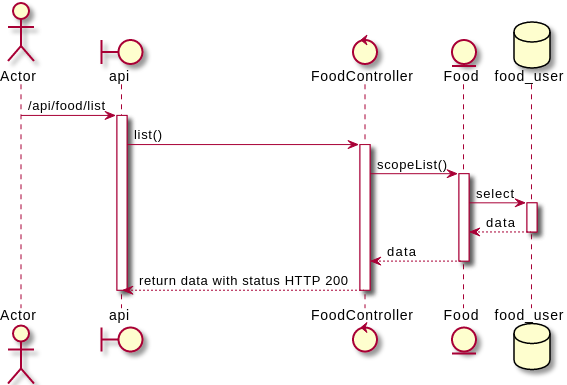 Actor api FoodController Food food_user
/api/food/list
list()
scopeList()
select
data
data
return data with status HTTP 200
Actor api FoodController Food food_user